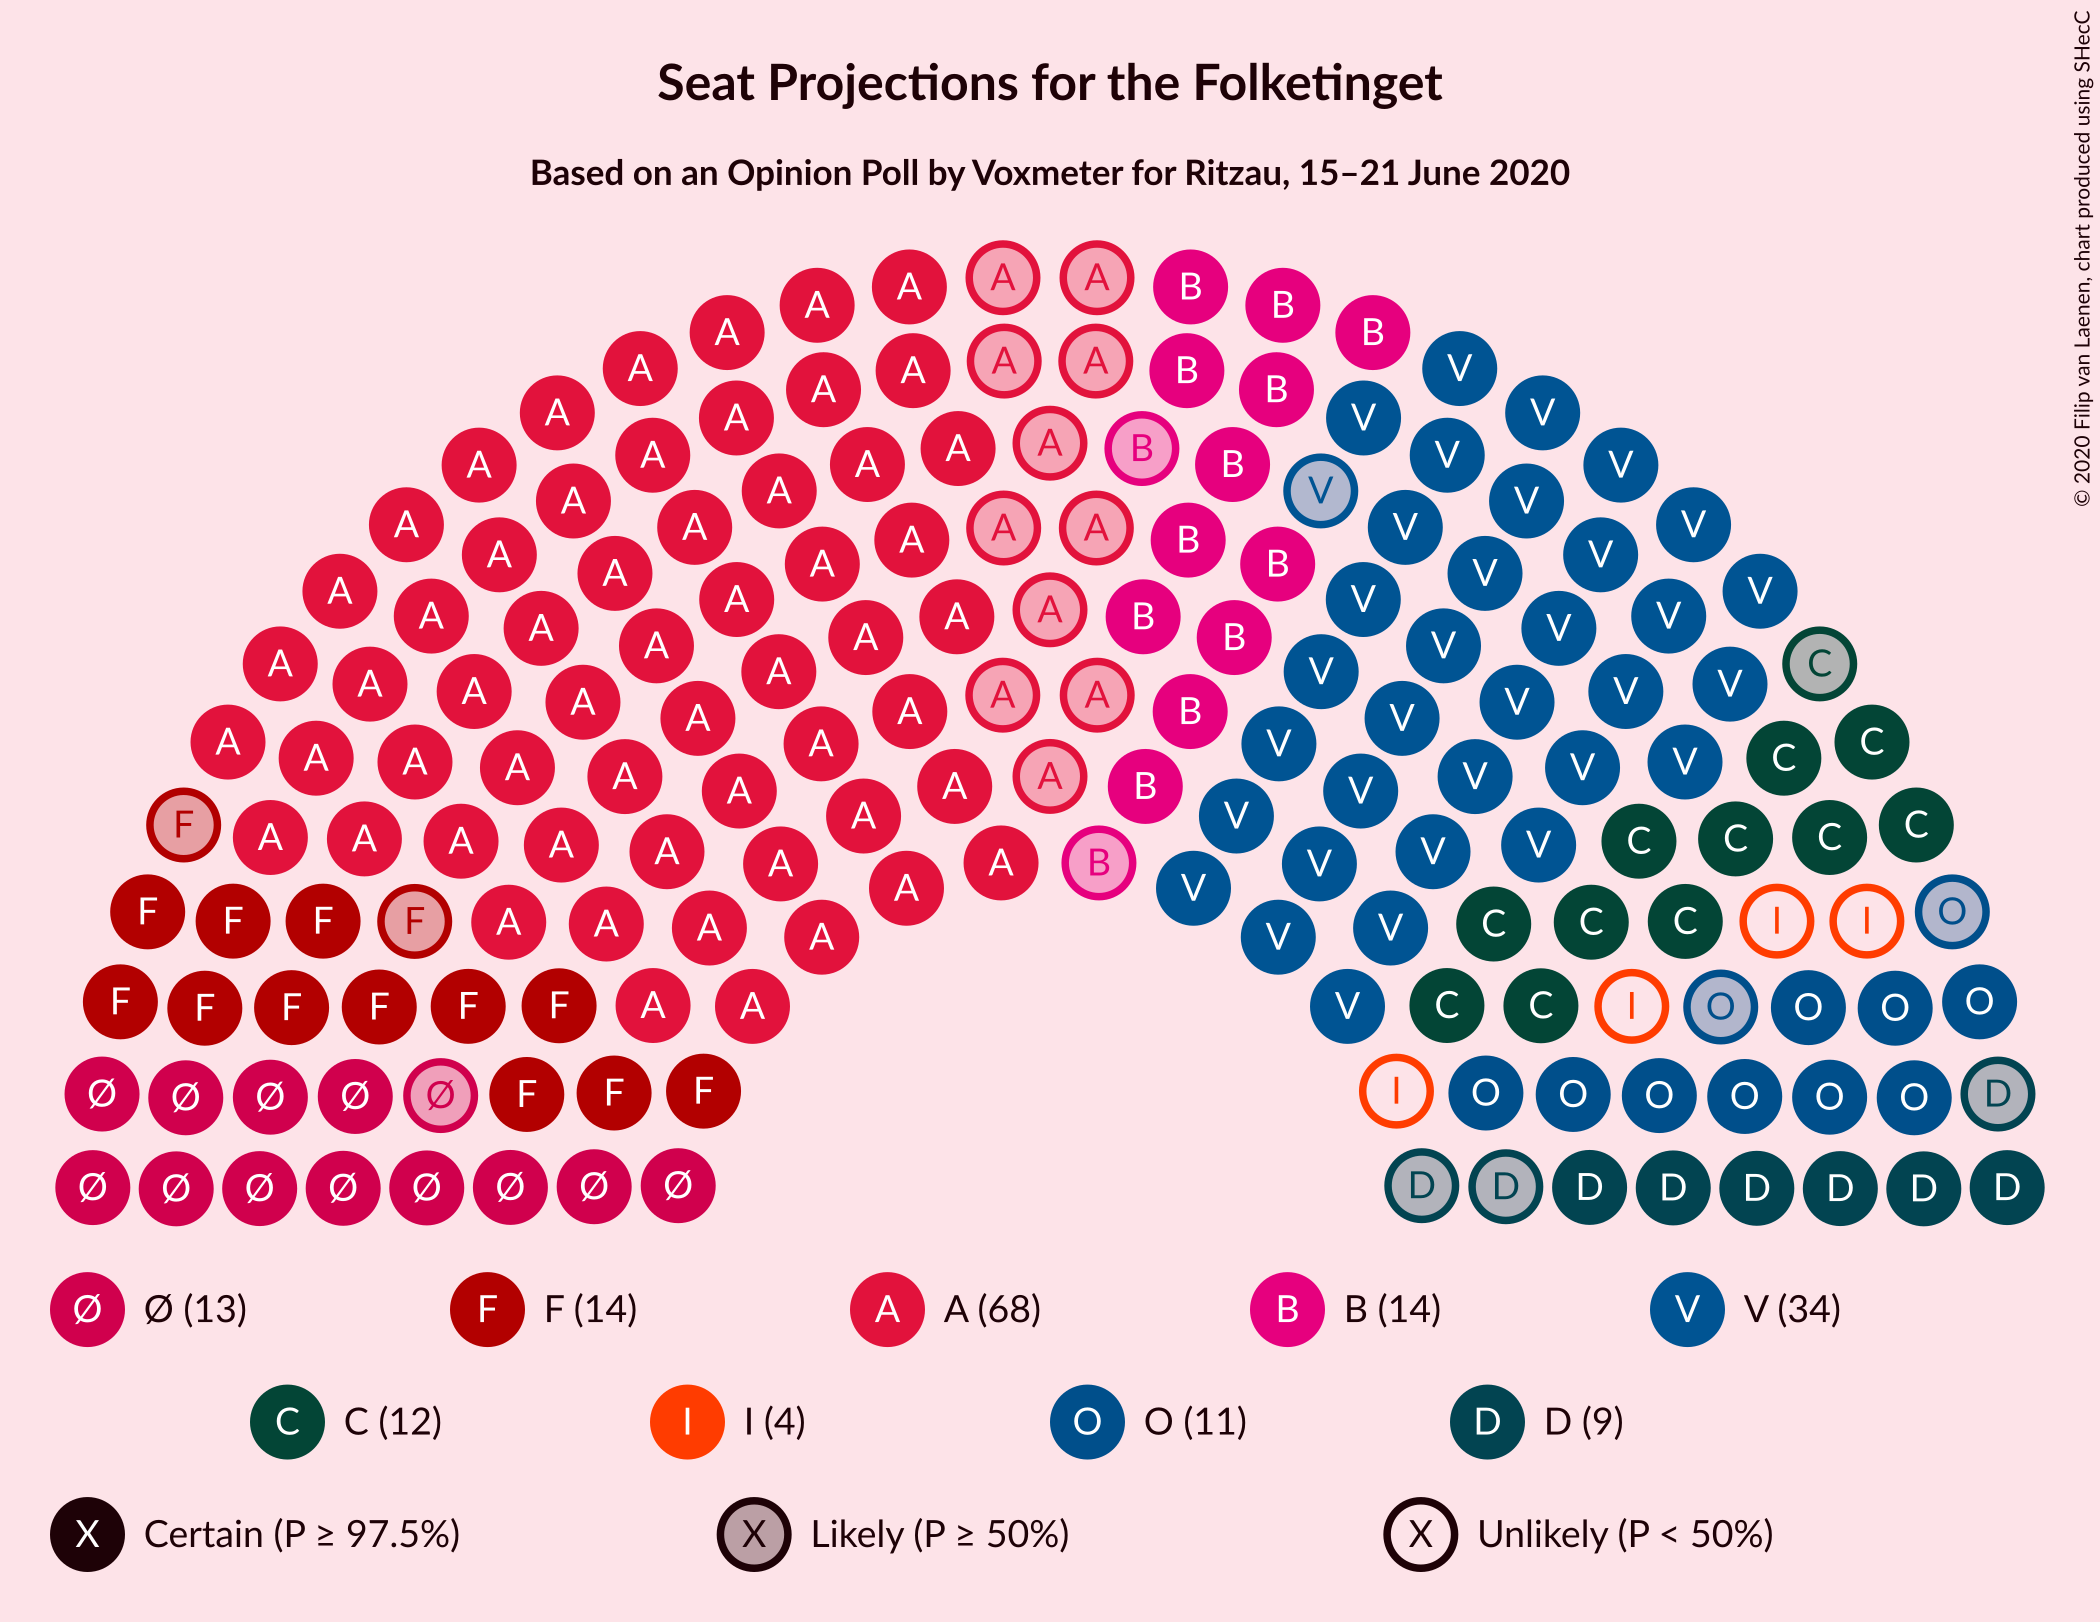 Seat Projections for the Folketinget
Based on an Opinion Poll by Voxmeter for Ritzau, 15–21 June 2020
© 2020 Filip van Laenen, chart produced using SHecC
A A A A B B B
A A A A A A B B V V V
A A A A A A B B V V V V
A A A A A A A A B B V V V V V
A A A A A A A B B V V V V V C
A A A A A A A A A B V V V V V V C C
F A A A A A A A A A B V V V V V C C C C
F F F F A A A A A A B V V V C C C I I O
F F F F F F A A V C C I O O O O
Ø Ø Ø Ø Ø F F F I O O O O O O D
Ø Ø Ø Ø Ø Ø Ø Ø D D D D D D D D
Ø Ø (13) F F (14) A A (68) B B (14) V V (34)
C C (12) I I (4) O O (11) D D (9)
X Certain (P ≥ 97.5%) X Likely (P ≥ 50%) X Unlikely (P < 50%)